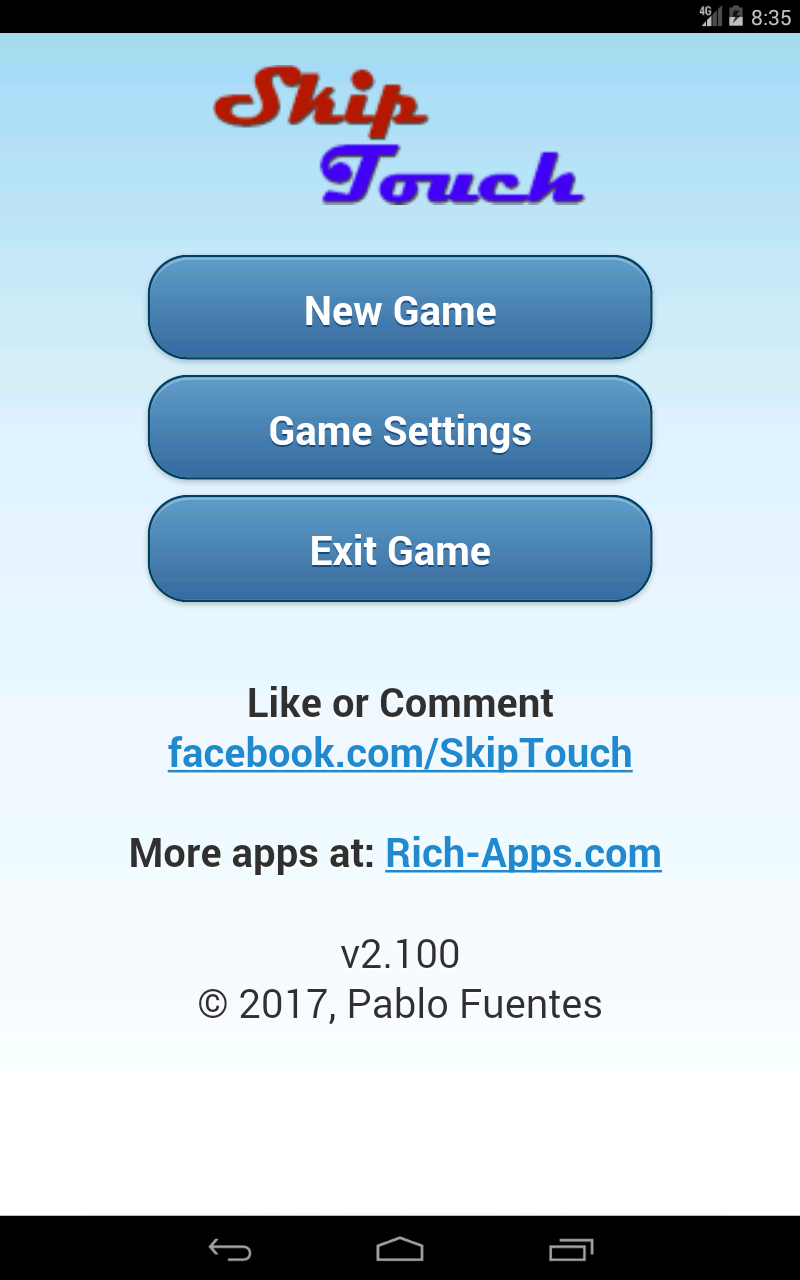 4G 8:35
Skip
Touch
New Game
Game Settings
Exit Game
Like or Comment
facebook.com/SkipTouch
More apps at: Rich-Apps.com
v2.100
© 2017, Pablo Fuentes